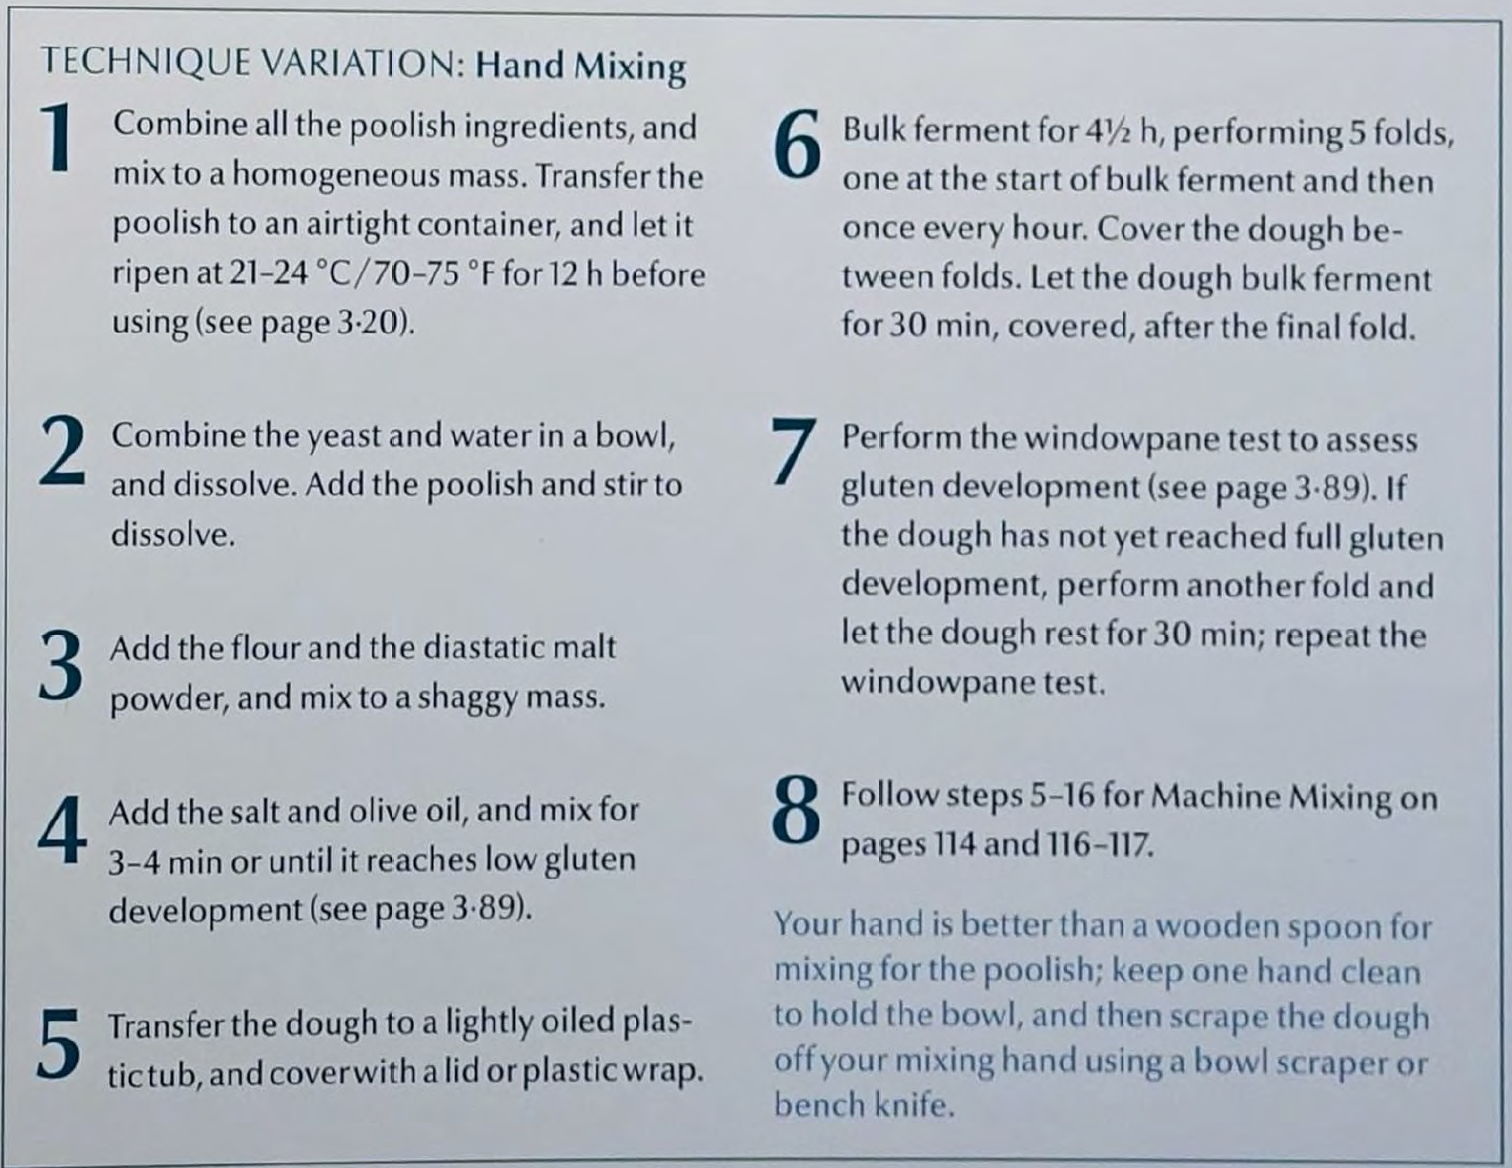 TECHNIQUE VARIATION: Hand Mixing
1
Combine all the poolish ingredients, and
mix to a homogeneous mass. Transfer the
poolish to an airtight container, and let it
ripen at 21–24 °C/70–75 °F for 12 h before
using (see page 3·20).
2
Combine the yeast and water in a bowl,
and dissolve. Add the poolish and stir to
dissolve.
3
Add the flour and the diastatic malt
powder, and mix to a shaggy mass.
4
Add the salt and olive oil, and mix for
3–4 min or until it reaches low gluten
development (see page 3·89).
5
Transfer the dough to a lightly oiled plas-
tic tub, and cover with a lid or plastic wrap.
6
Bulk ferment for 4½ h, performing 5 folds,
one at the start of bulk ferment and then
once every hour. Cover the dough be-
tween folds. Let the dough bulk ferment
for 30 min, covered, after the final fold.
7
Perform the windowpane test to assess
gluten development (see page 3·89). If
the dough has not yet reached full gluten
development, perform another fold and
let the dough rest for 30 min; repeat the
windowpane test.
8
Follow steps 5–16 for Machine Mixing on
pages 114 and 116–117.
Your hand is better than a wooden spoon for
mixing for the poolish; keep one hand clean
to hold the bowl, and then scrape the dough
off your mixing hand using a bowl scraper or
bench knife.